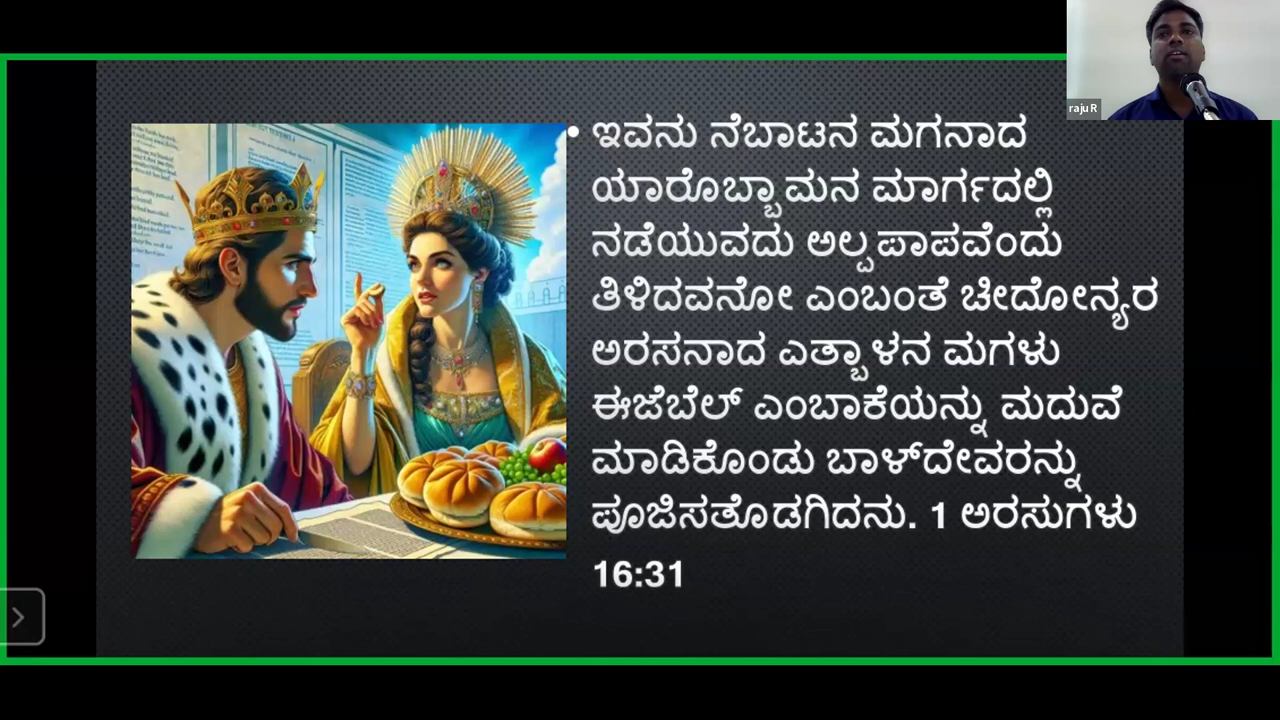 raju R
• ಇವನು ನೆಬಾಟನ ಮಗನಾದ
ಯಾರೊಬ್ಬಾಮನ ಮಾರ್ಗದಲ್ಲಿ
ನಡೆಯುವದು ಅಲ್ಪಪಾಪವೆಂದು
ತಿಳಿದವನೋ ಎಂಬಂತೆ ಚೀದೋನ್ಯರ
ಅರಸನಾದ ಎತ್ಬಾಳನ ಮಗಳು
ಈಜೆಬೆಲ್ ಎಂಬಾಕೆಯನ್ನು ಮದುವೆ
ಮಾಡಿಕೊಂಡು ಬಾಳ್‌ದೇವರನ್ನು
ಪೂಜಿಸತೊಡಗಿದನು. 1 ಅರಸುಗಳು
16:31